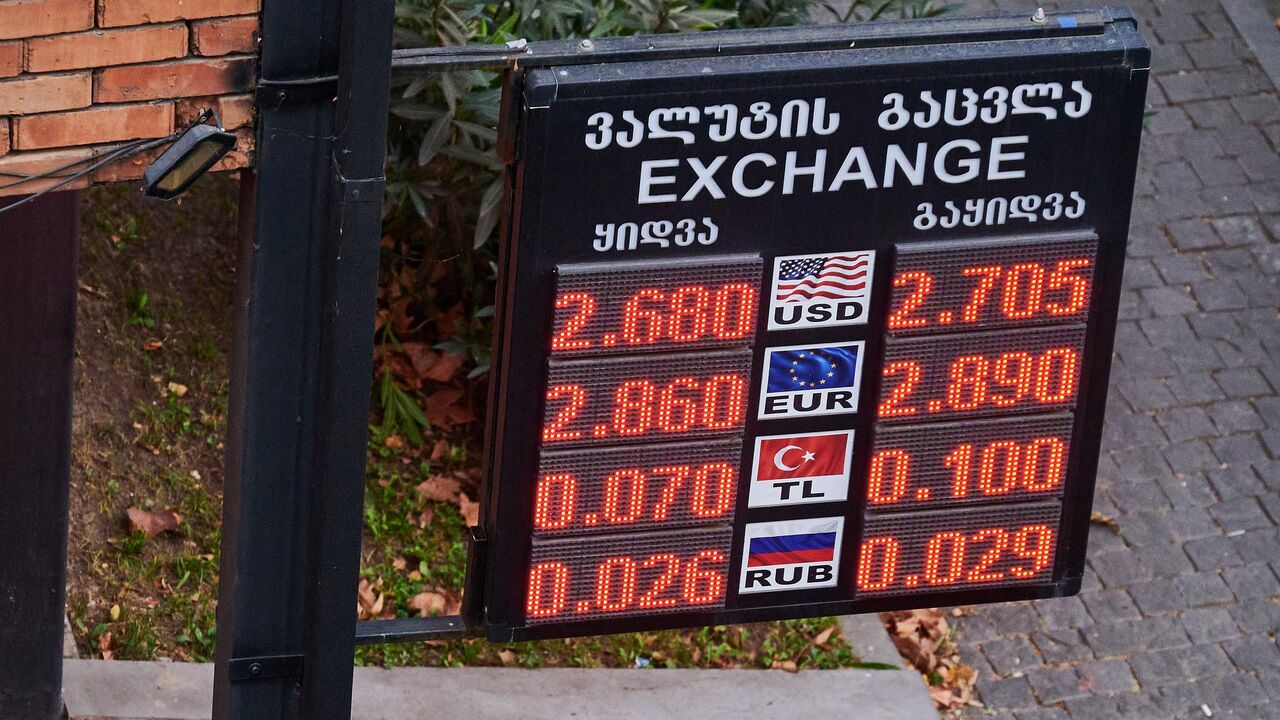 ვალუტის გაცვლა
EXCHANGE
ყიდვა გაყიდვა
2.680 USD 2.705
2.860 EUR 2.890
0.070 TL 0.100
0.026 RUB 0.029